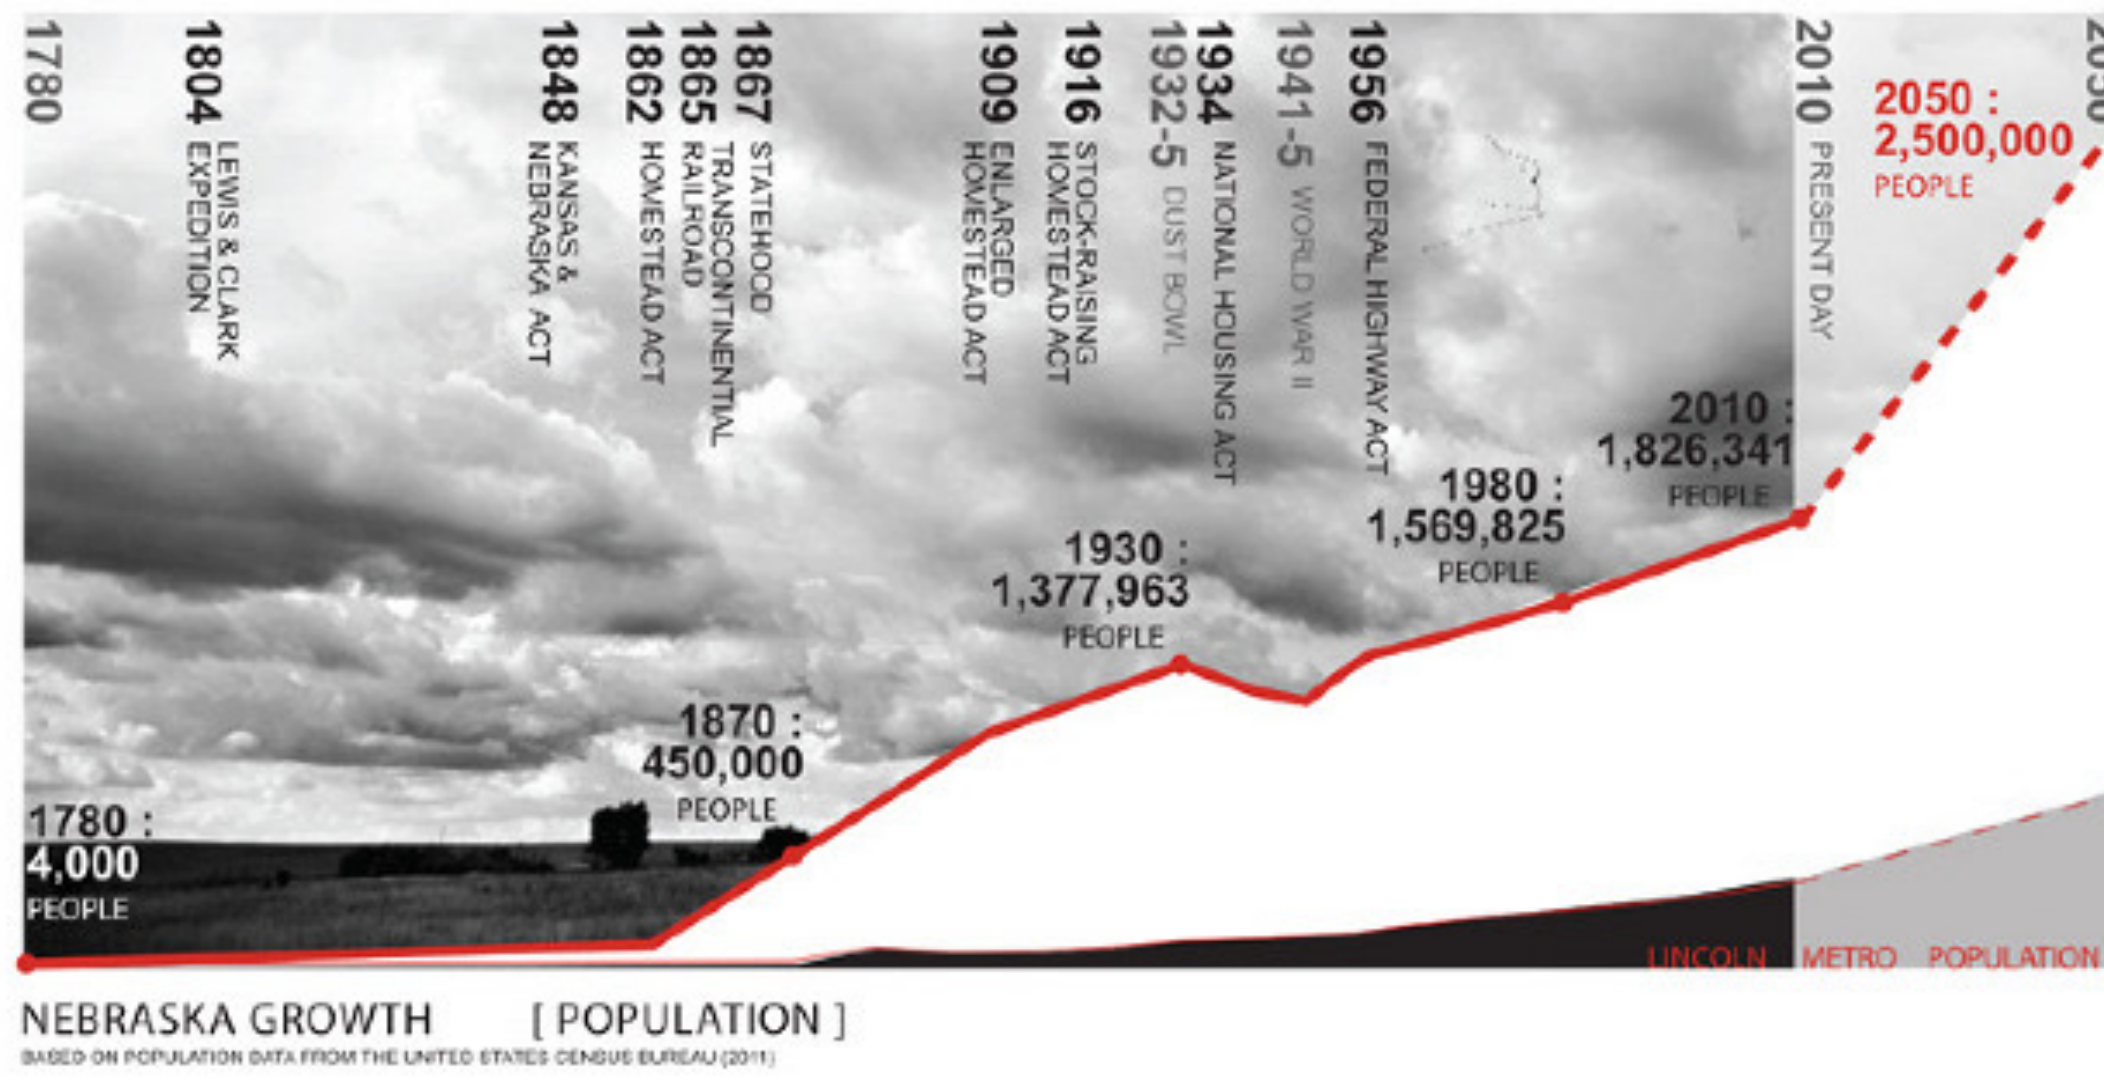 1780
1804 LEWIS & CLARK
EXPEDITION
1848 KANSAS &
NEBRASKA ACT
1862 HOMESTEAD ACT
1865 TRANSCONTINENTIAL
RAILROAD
1867 STATEHOOD
1909 ENLARGED
HOMESTEAD ACT
1916 STOCK-RAISING
HOMESTEAD ACT
1932-5 DUST BOWL
1934 NATIONAL HOUSING ACT
1941-5 WORLD WAR II
1956 FEDERAL HIGHWAY ACT
2010 PRESENT DAY
2050
2050 :
2,500,000
PEOPLE
2010 :
1,826,341
PEOPLE
1980 :
1,569,825
PEOPLE
1930 :
1,377,963
PEOPLE
1870 :
450,000
PEOPLE
1780 :
4,000
PEOPLE
LINCOLN METRO POPULATION
NEBRASKA GROWTH [ POPULATION ]
BASED ON POPULATION DATA FROM THE UNITED STATES CENSUS BUREAU (2011)